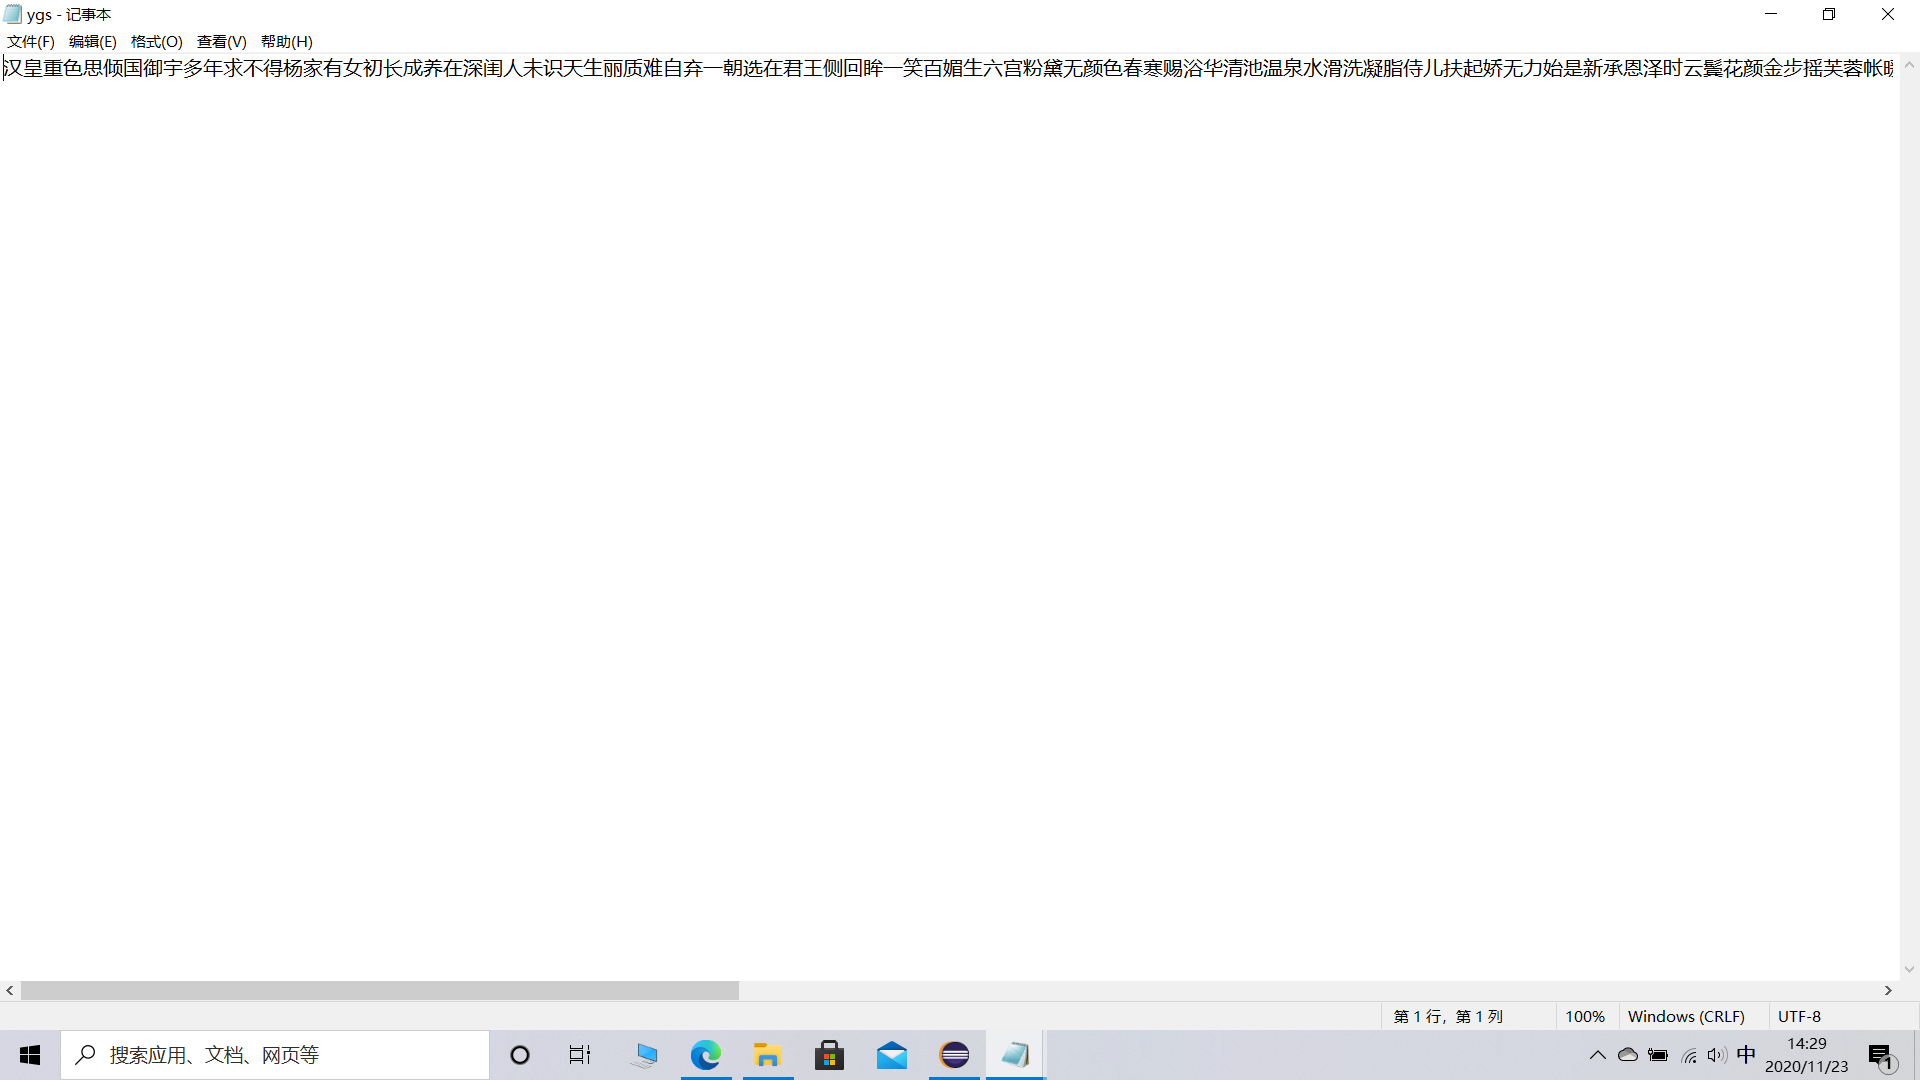 ygs - 记事本
文件(F) 编辑(E) 格式(O) 查看(V) 帮助(H)
汉皇重色思倾国御宇多年求不得杨家有女初长成养在深闺人未识天生丽质难自弃一朝选在君王侧回眸一笑百媚生六宫粉黛无颜色春寒赐浴华清池温泉水滑洗凝脂侍儿扶起娇无力始是新承恩泽时云鬓花颜金步摇芙蓉帐暖
第 1 行，第 1 列 100% Windows (CRLF) UTF-8
搜索应用、文档、网页等
中
14:29
2020/11/23
1